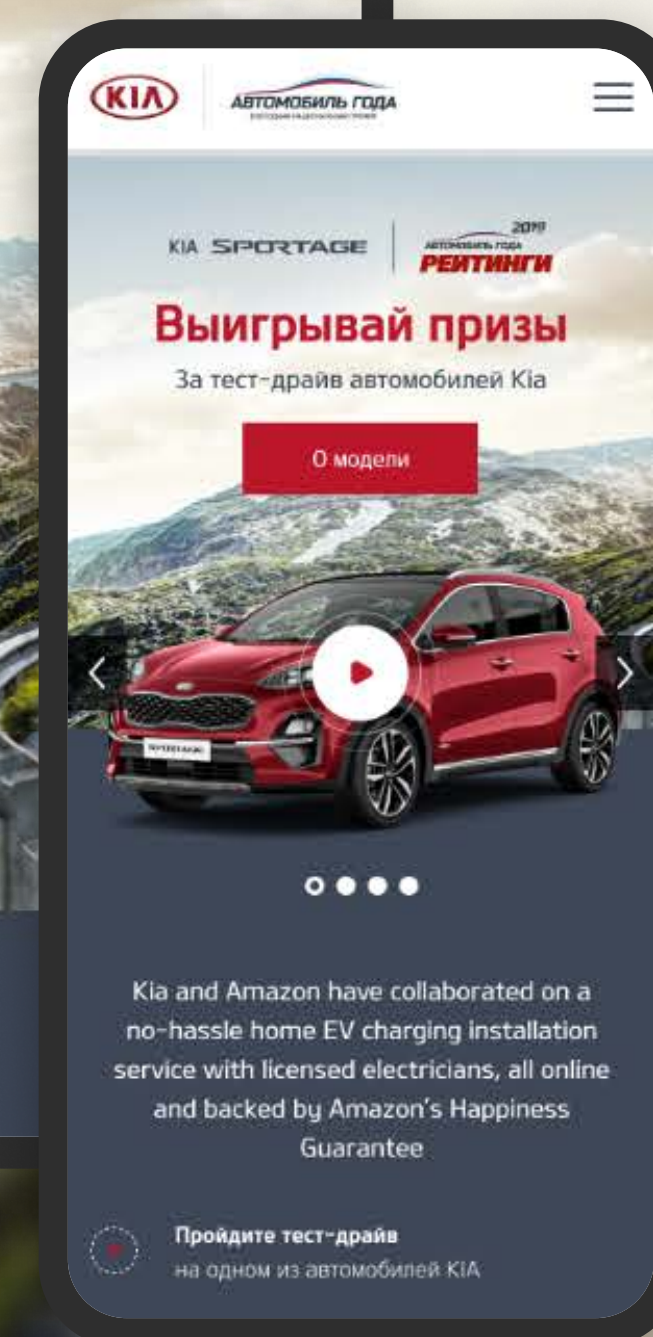 KIA
АВТОМОБИЛЬ ГОДА
KIA SPORTAGE
2019
АВТОМОБИЛЬ ГОДА
РЕЙТИНГИ
Выигрывай призы
За тест-драйв автомобилей Kia
О модели
SPORTAGE
Kia and Amazon have collaborated on a
no-hassle home EV charging installation
service with licensed electricians, all online
and backed by Amazon's Happiness
Guarantee
Пройдите тест-драйв
на одном из автомобилей KIA